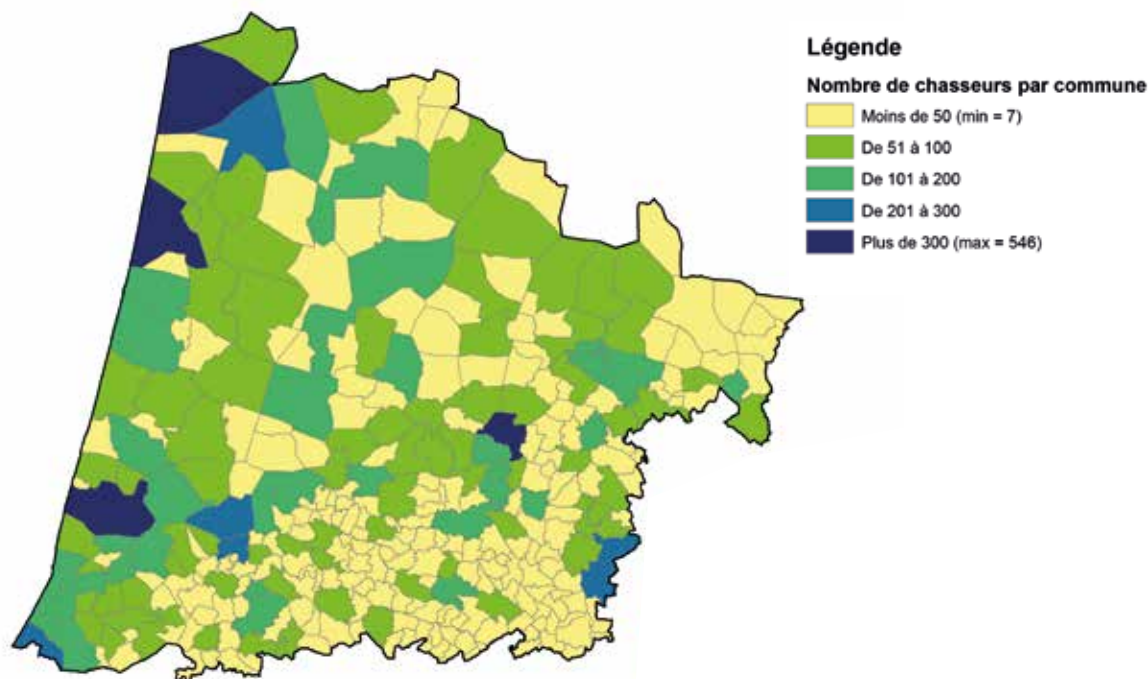 Légende
Nombre de chasseurs par commune
Moins de 50 (min = 7)
De 51 à 100
De 101 à 200
De 201 à 300
Plus de 300 (max = 546)